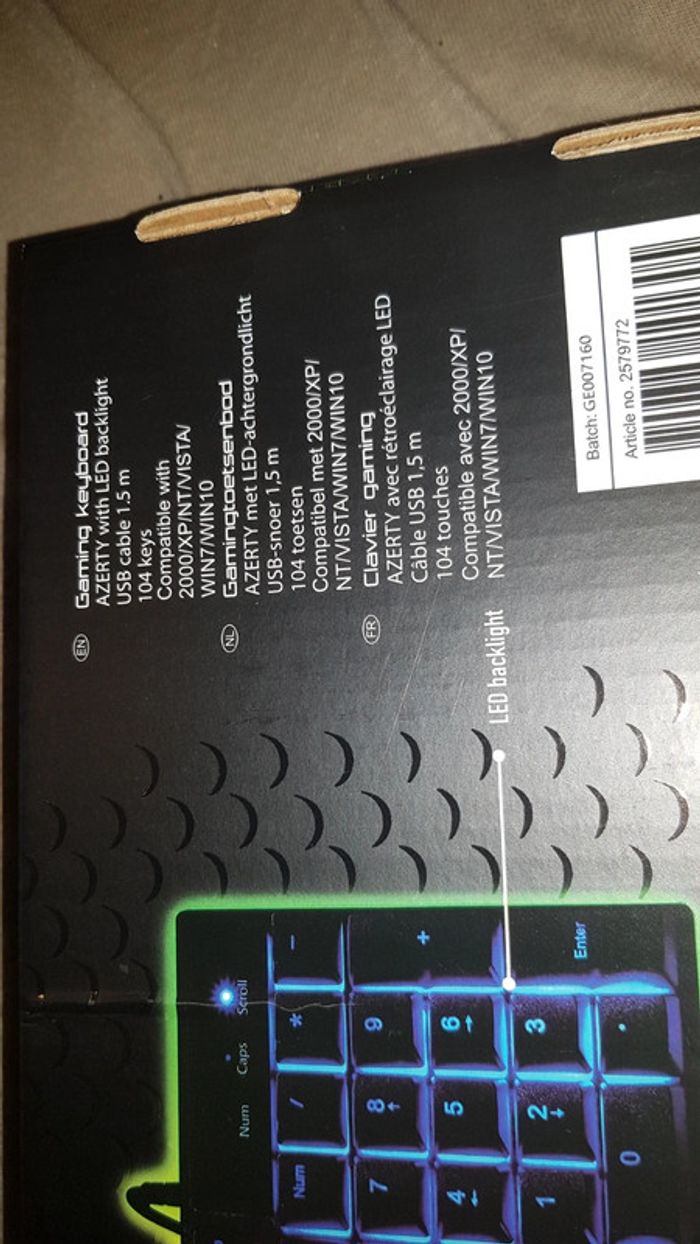 EN
Gaming keyboard
AZERTY with LED backlight
USB cable 1.5 m
104 keys
Compatible with
2000/XP/NT/VISTA/
WIN7/WIN10
NL
Gamingtoetsenbod
AZERTY met LED-achtergrondlicht
USB-snoer 1,5 m
104 toetsen
Compatibel met 2000/XP/
NT/VISTA/WIN7/WIN10
FR
Clavier gaming
AZERTY avec rétroéclairage LED
Câble USB 1,5 m
104 touches
Compatible avec 2000/XP/
NT/VISTA/WIN7/WIN10
Batch: GE007160
Article no. 2579772
LED backlight
Num Caps Scroll
Num / * -
7 8 9 +
4 5 6
1 2 3 Enter
0 .